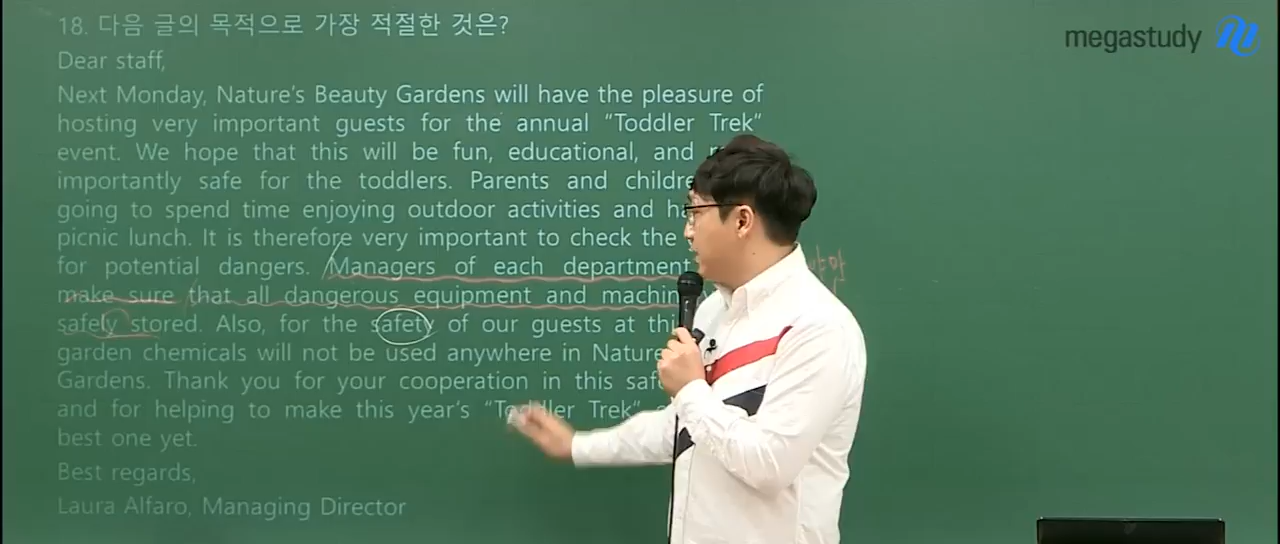 18. 다음 글의 목적으로 가장 적절한 것은?
megastudy
Dear staff,
Next Monday, Nature's Beauty Gardens will have the pleasure of
hosting very important guests for the annual "Toddler Trek"
event. We hope that this will be fun, educational, and
importantly safe for the toddlers. Parents and
going to spend time enjoying outdoor activities and
picnic lunch. It is therefore very important to check the
for potential dangers. Managers of each department
make sure that all dangerous equipment and
safely stored. Also, for the safety of our guests at
garden chemicals will not be used anywhere in
Gardens. Thank you for your cooperation in this
and for helping to make this year's "Toddler Trek"
best one yet.
Best regards,
Laura Alfaro, Managing Director